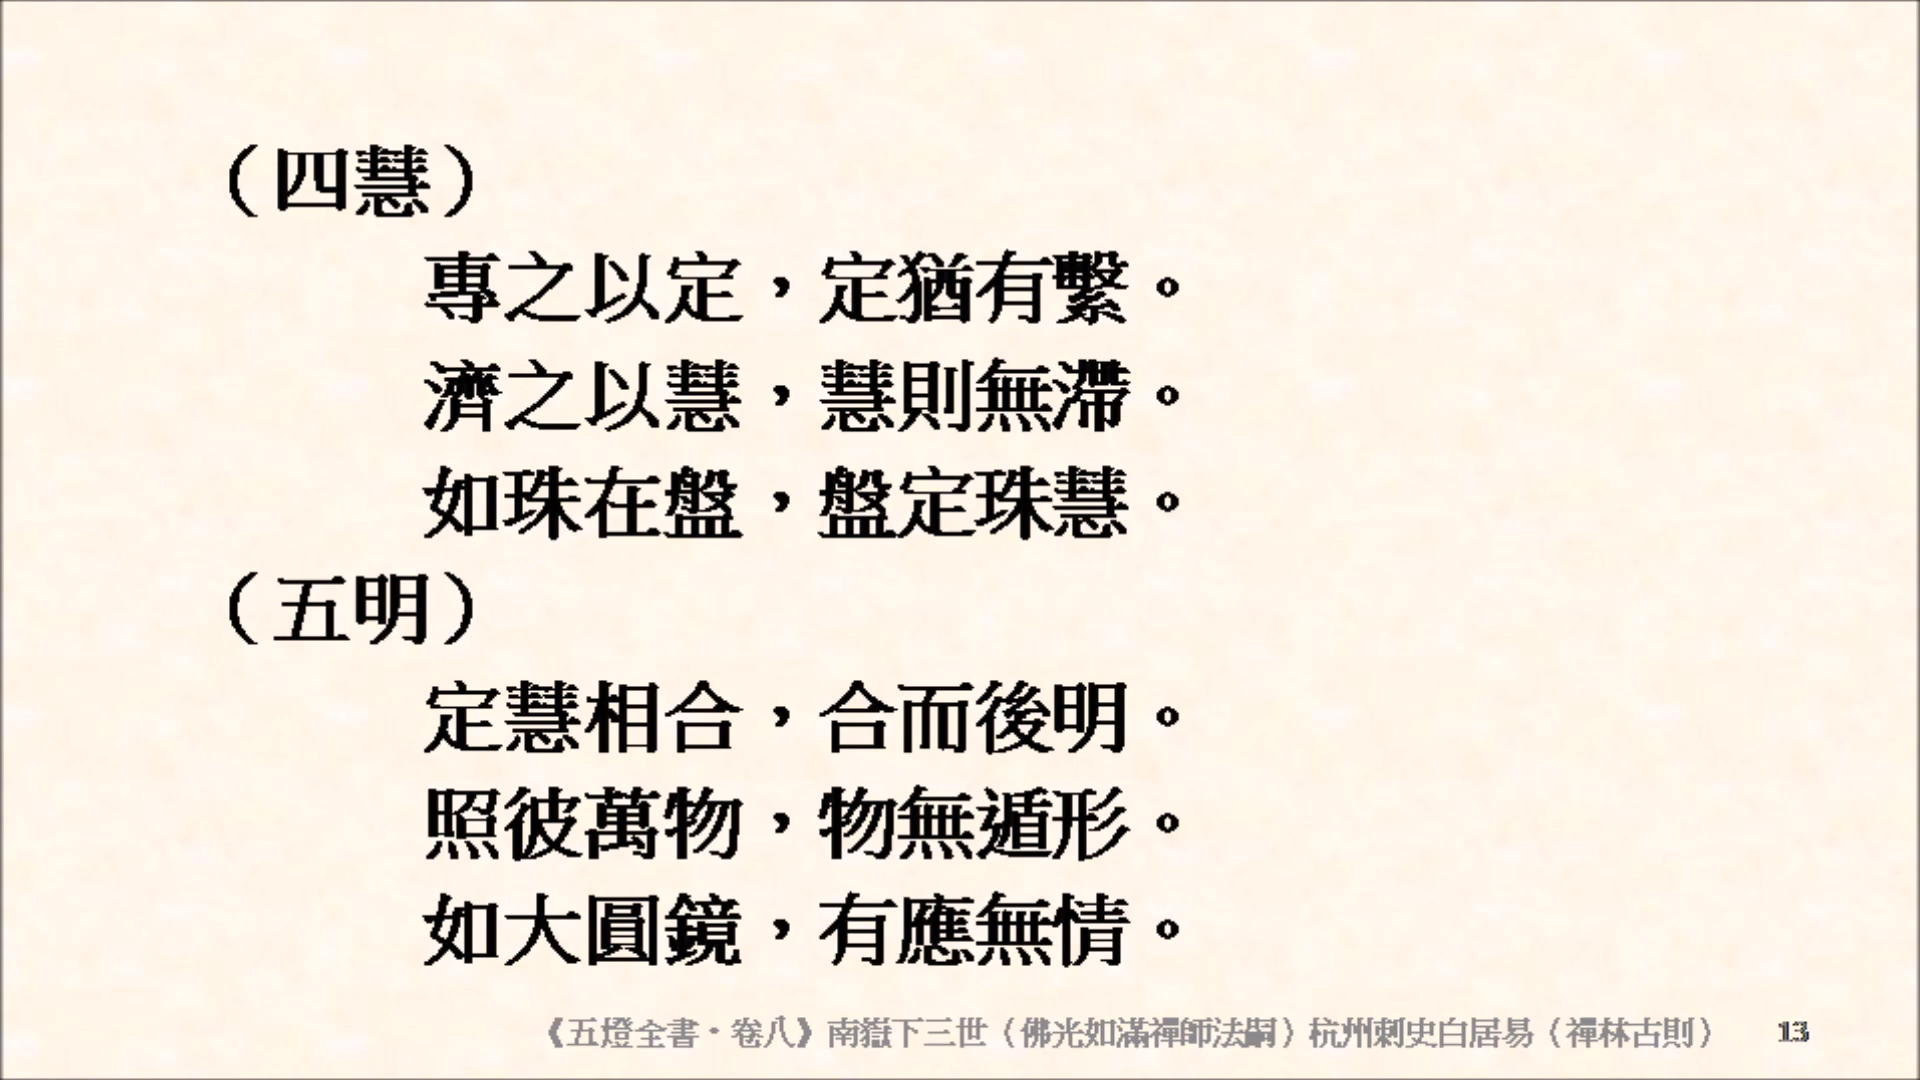 （四慧）
專之以定，定猶有繫。
濟之以慧，慧則無滯。
如珠在盤，盤定珠慧。
（五明）
定慧相合，合而後明。
照彼萬物，物無遁形。
如大圓鏡，有應無情。
《五燈全書・卷八》南嶽下三世（佛光如滿禪師法嗣）杭州刺史白居易（禪林古則） 13